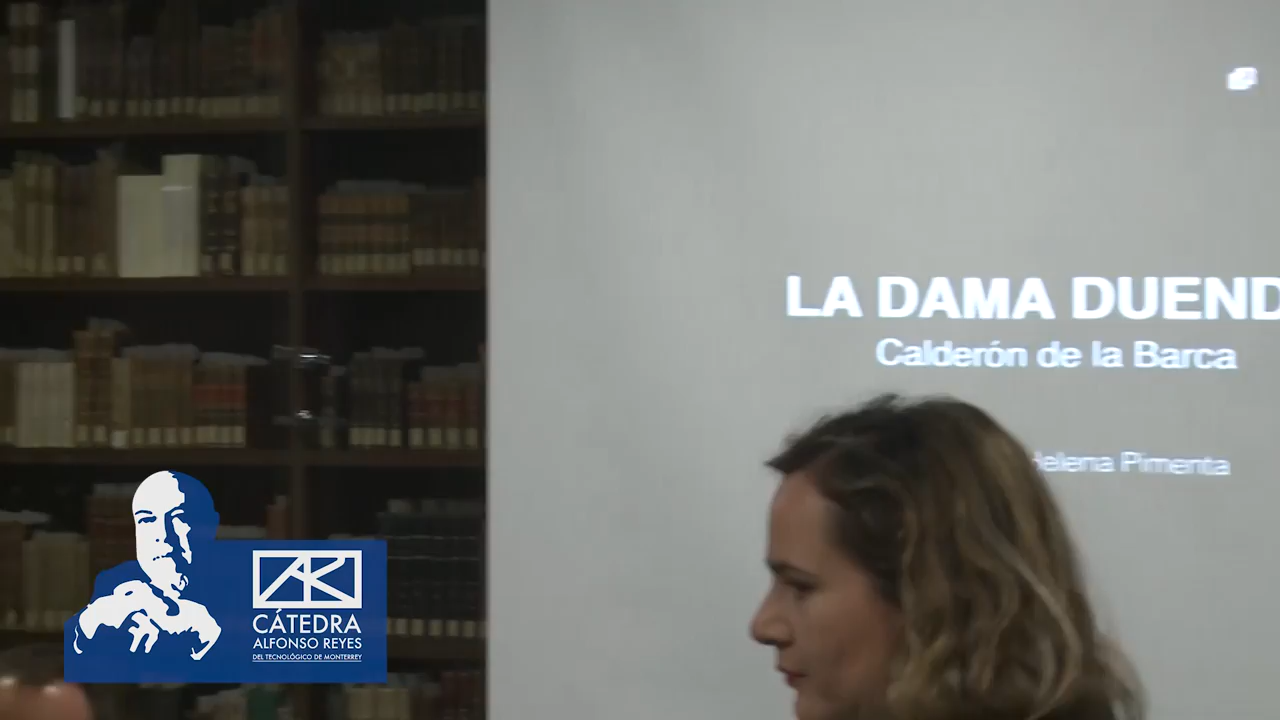 LA DAMA DUEND
Calderón de la Barca
Helena Pimenta
CÁTEDRA
ALFONSO REYES
DEL TECNOLÓGICO DE MONTERREY